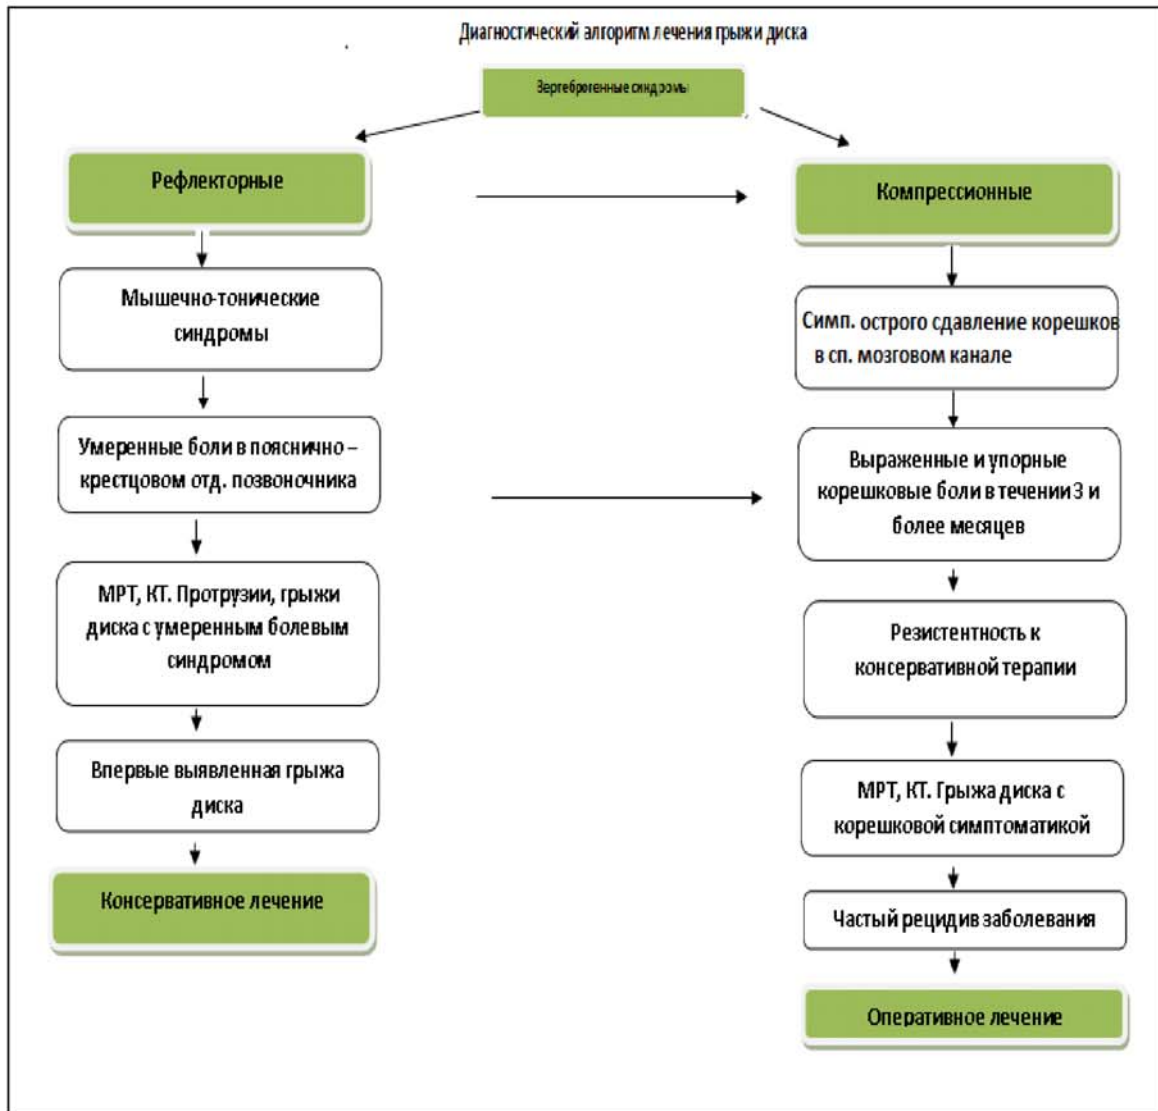 Диагностический алгоритм лечения грыжи диска
Зертеброгенные синдромы
Рефлекторные
Мышечно-тонические
синдромы
Умеренные боли в пояснично –
крестцовом отд. позвоночника
МРТ, КТ. Протрузии, грыжи
диска с умеренным болевым
синдромом
Впервые выявленная грыжа
диска
Консервативное лечение
Компрессионные
Симп. острого сдавление корешков
в сп. мозговом канале
Выраженные и упорные
корешковые боли в течении 3 и
более месяцев
Резистентность к
консервативной терапии
МРТ, КТ. Грыжа диска с
корешковой симптоматикой
Частый рецидив заболевания
Оперативное лечение